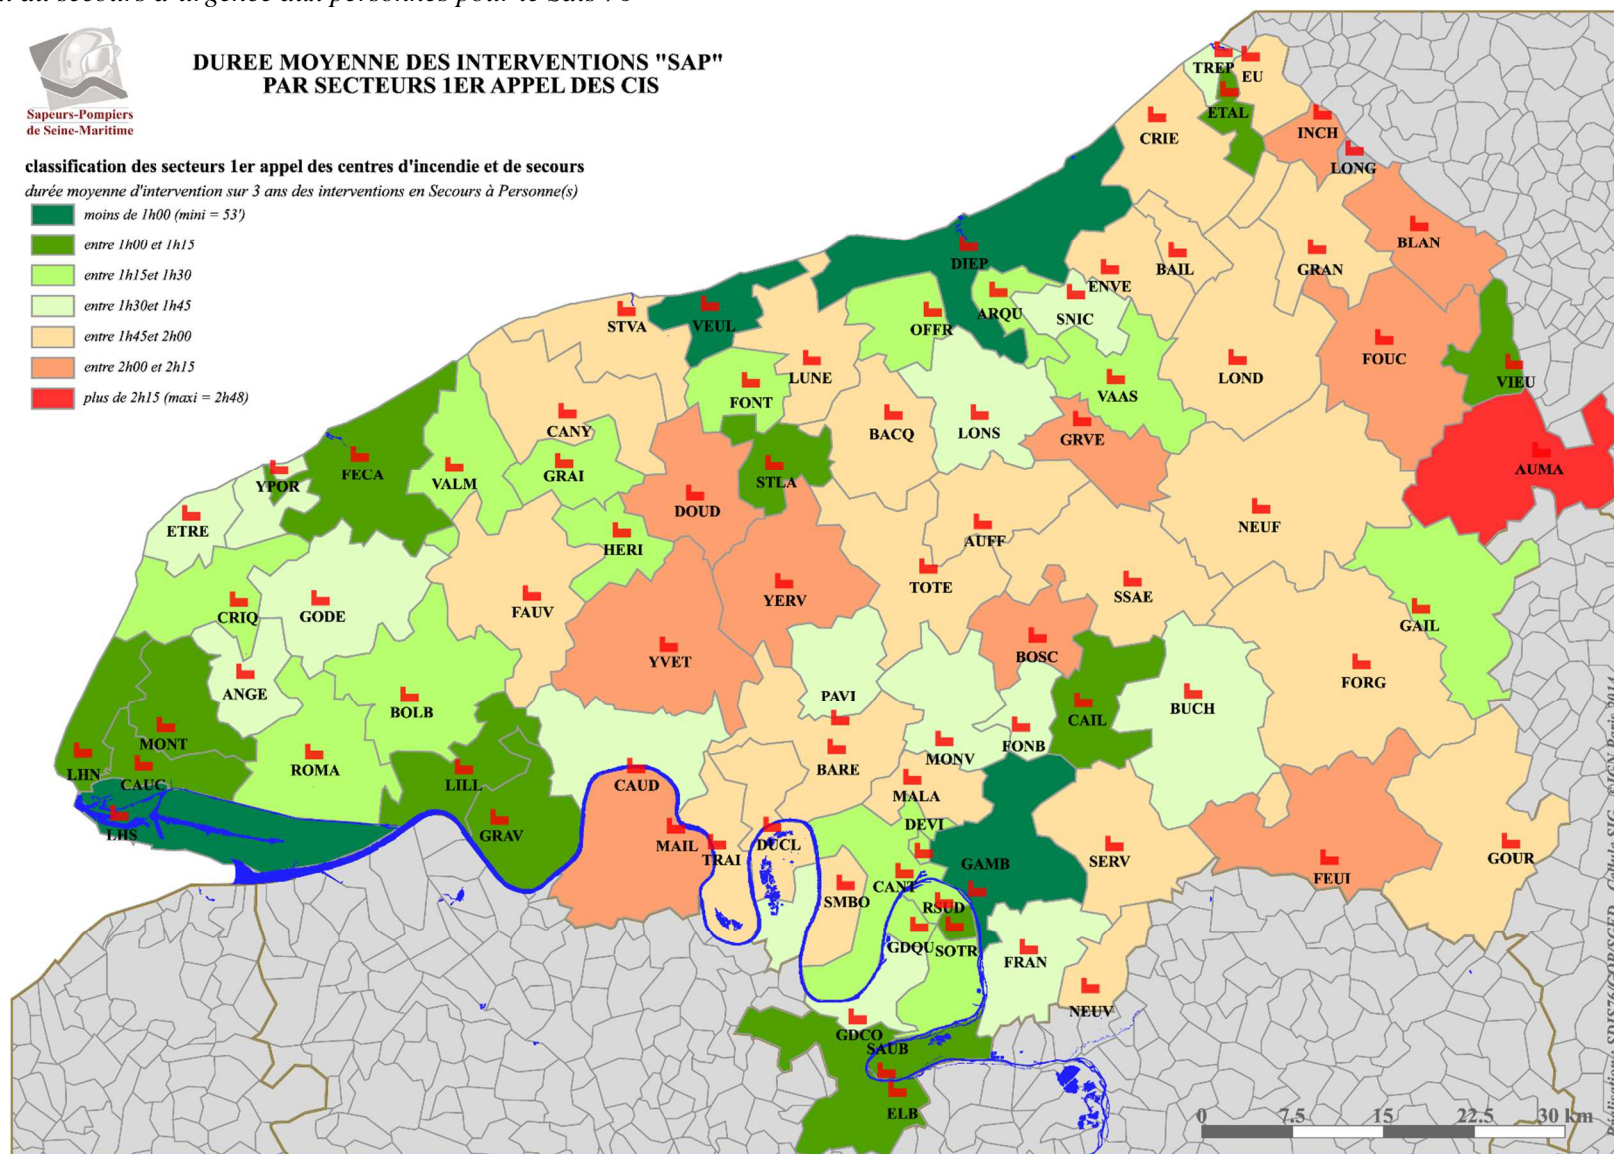 DUREE MOYENNE DES INTERVENTIONS "SAP"
PAR SECTEURS 1ER APPEL DES CIS
Sapeurs-Pompiers
de Seine-Maritime
classification des secteurs 1er appel des centres d'incendie et de secours
durée moyenne d'intervention sur 3 ans des interventions en Secours à Personne(s)
moins de 1h00 (mini = 53')
entre 1h00 et 1h15
entre 1h15et 1h30
entre 1h30et 1h45
entre 1h45et 2h00
entre 2h00 et 2h15
plus de 2h15 (maxi = 2h48)
TREP
EU
ETAL
CRIE
INCH
LONG
BLAN
DIEP
BAIL
GRAN
ENVE
STVA
VEUL
OFFR
ARQU
SNIC
FOUC
VIEU
LUNE
LOND
FONT
VAAS
CANY
BACQ
LONS
GRVE
AUMA
FECA
YPOR
VALM
GRAI
STLA
DOUD
NEUF
ETRE
HERI
AUFF
TOTE
SSAE
YERV
CRIQ
GODE
FAUV
GAIL
YVET
BOSC
FORG
ANGE
BOLB
PAVI
CAIL
BUCH
MONT
FONB
MONV
LHN
CAUC
ROMA
LILL
CAUD
BARE
MALA
LHS
GRAV
MAIL
TRAI
DUCL
DEVI
GAMB
SERV
GOUR
FEUI
CANT
SMBO
RSUD
GDQU
SOTR
FRAN
NEUV
GDCO
SAUB
ELB
0 7.5 15 22.5 30 km